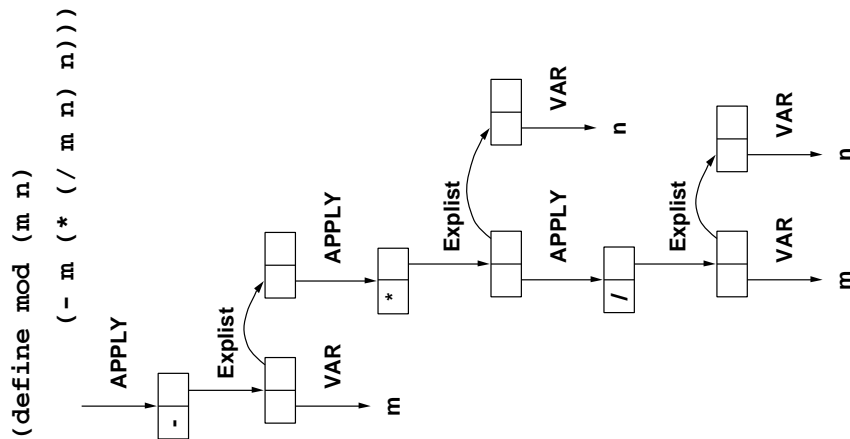 (define mod (m n)
(- m (* (/ m n) n)))
APPLY
-
Explist
VAR
APPLY
m
*
Explist
APPLY
VAR
/
n
Explist
VAR
VAR
m
n